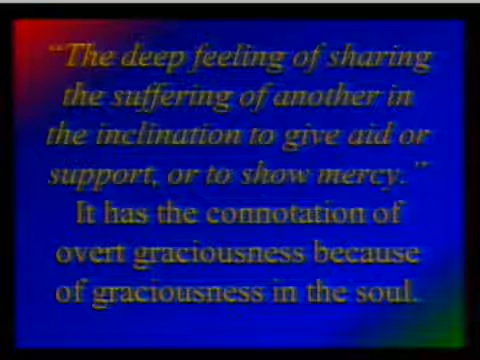 “The deep feeling of sharing
the suffering of another in
the inclination to give aid or
support, or to show mercy.”
It has the connotation of
overt graciousness because
of graciousness in the soul.